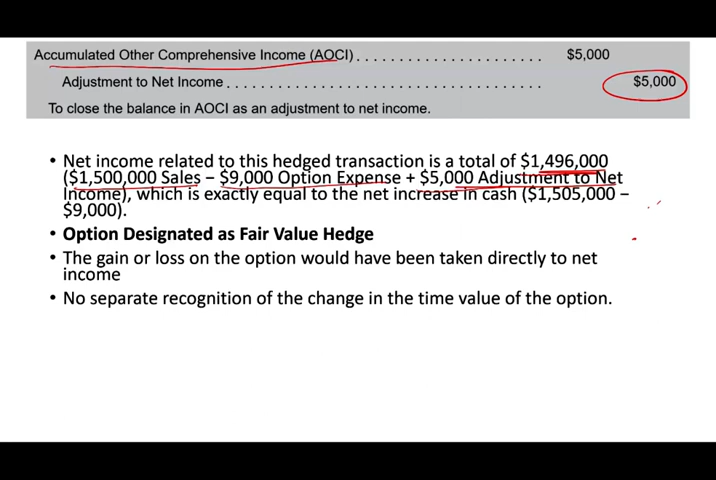 Accumulated Other Comprehensive Income (AOCI). . . . . . . . . . . . . . . . . . . . . . . $5,000
Adjustment to Net Income . . . . . . . . . . . . . . . . . . . . . . . . . . . . . . . . . . . . . $5,000
To close the balance in AOCI as an adjustment to net income.
• Net income related to this hedged transaction is a total of $1,496,000
($1,500,000 Sales − $9,000 Option Expense + $5,000 Adjustment to Net
Income), which is exactly equal to the net increase in cash ($1,505,000 –
$9,000).
• Option Designated as Fair Value Hedge
• The gain or loss on the option would have been taken directly to net
income
• No separate recognition of the change in the time value of the option.